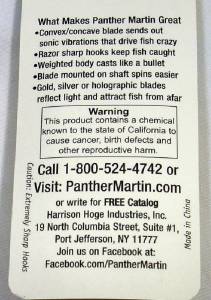 What Makes Panther Martin Great
•Convex/concave blade sends out
sonic vibrations that drive fish crazy
•Razor sharp hooks keep fish caught
•Weighted body casts like a bullet
•Blade mounted on shaft spins easier
•Gold, silver or holographic blades
reflect light and attract fish from afar
Warning
This product contains a chemical
known to the state of California to
cause cancer, birth defects and
other reproductive harm.
Call 1-800-524-4742 or
Visit: PantherMartin.com
or write for FREE Catalog
Harrison Hoge Industries, Inc.
19 North Columbia Street, Suite #1,
Port Jefferson, NY 11777
Join us on Facebook at:
Facebook.com/PantherMartin
Caution: Extremely Sharp Hooks
Made in China